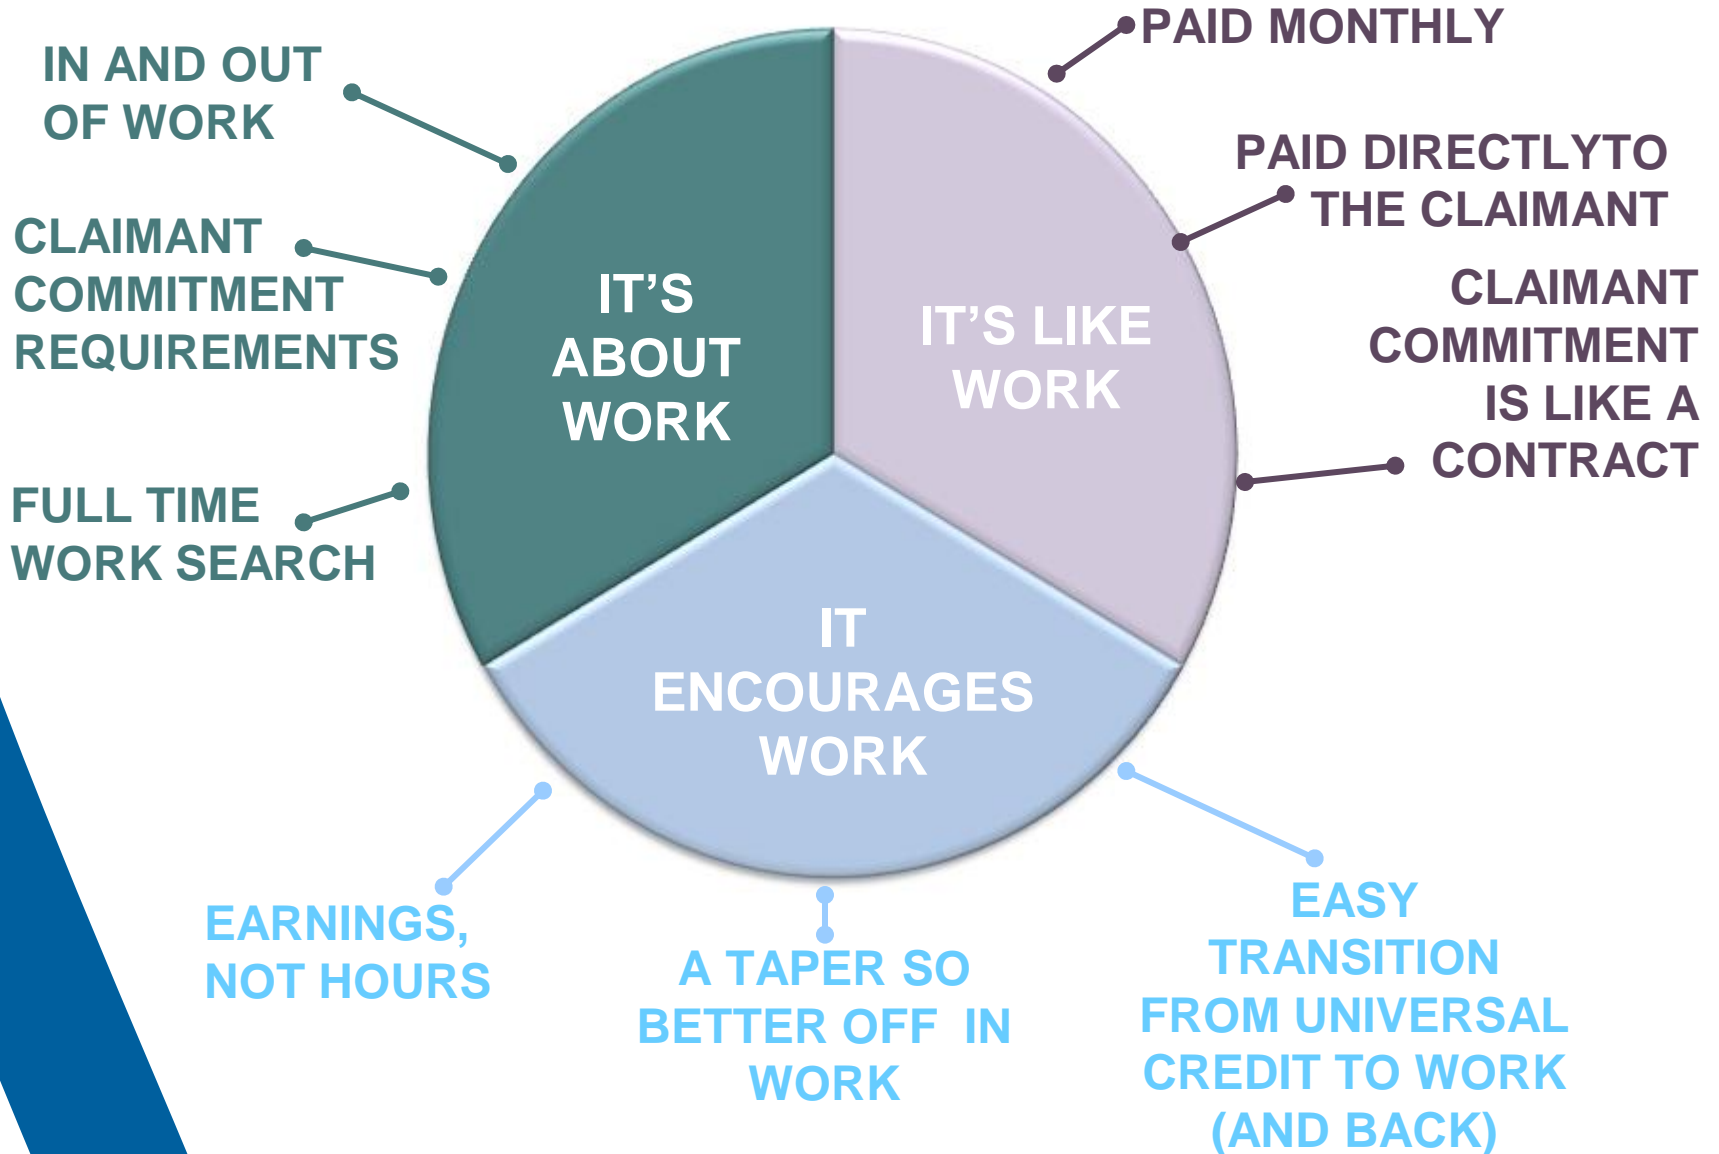 IN AND OUT
OF WORK
CLAIMANT
COMMITMENT
REQUIREMENTS
FULL TIME
WORK SEARCH
IT’S
ABOUT
WORK
IT’S LIKE
WORK
PAID MONTHLY
PAID DIRECTLYTO
THE CLAIMANT
CLAIMANT
COMMITMENT
IS LIKE A
CONTRACT
IT
ENCOURAGES
WORK
EARNINGS,
NOT HOURS
A TAPER SO
BETTER OFF  IN
WORK
EASY
TRANSITION
FROM UNIVERSAL
CREDIT TO WORK
(AND BACK)